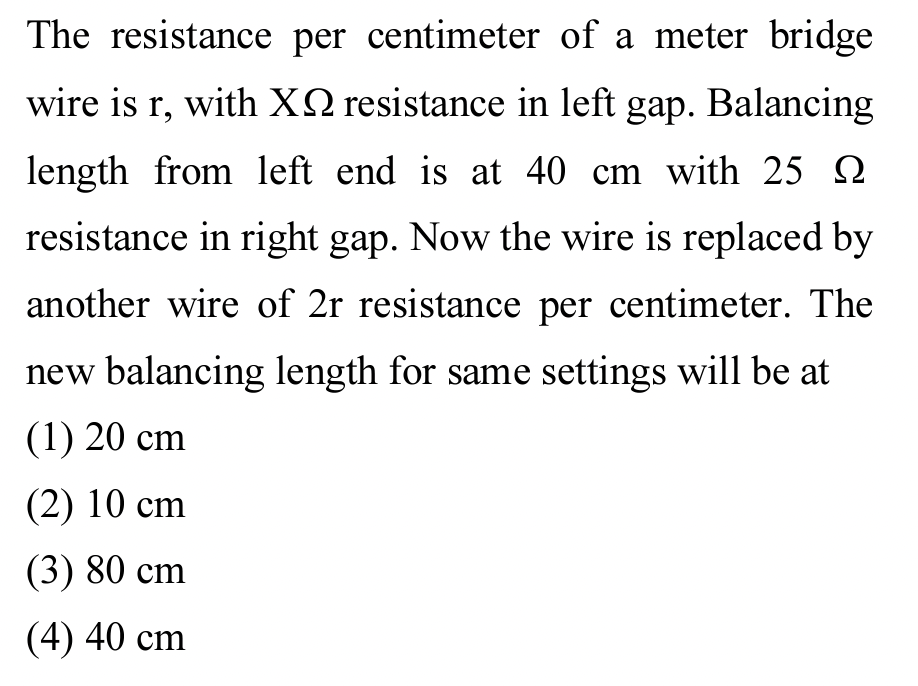 The resistance per centimeter of a meter bridge
wire is r, with XΩ resistance in left gap. Balancing
length from left end is at 40 cm with 25 Ω
resistance in right gap. Now the wire is replaced by
another wire of 2r resistance per centimeter. The
new balancing length for same settings will be at
(1) 20 cm
(2) 10 cm
(3) 80 cm
(4) 40 cm